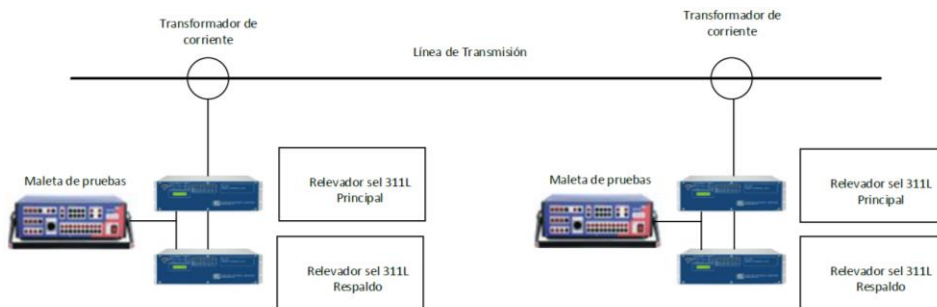 Transformador de
corriente
Transformador de
corriente
Línea de Transmisión
Maleta de pruebas
Relevador sel 311L
Principal
Relevador sel 311L
Respaldo
Maleta de pruebas
Relevador sel 311L
Principal
Relevador sel 311L
Respaldo